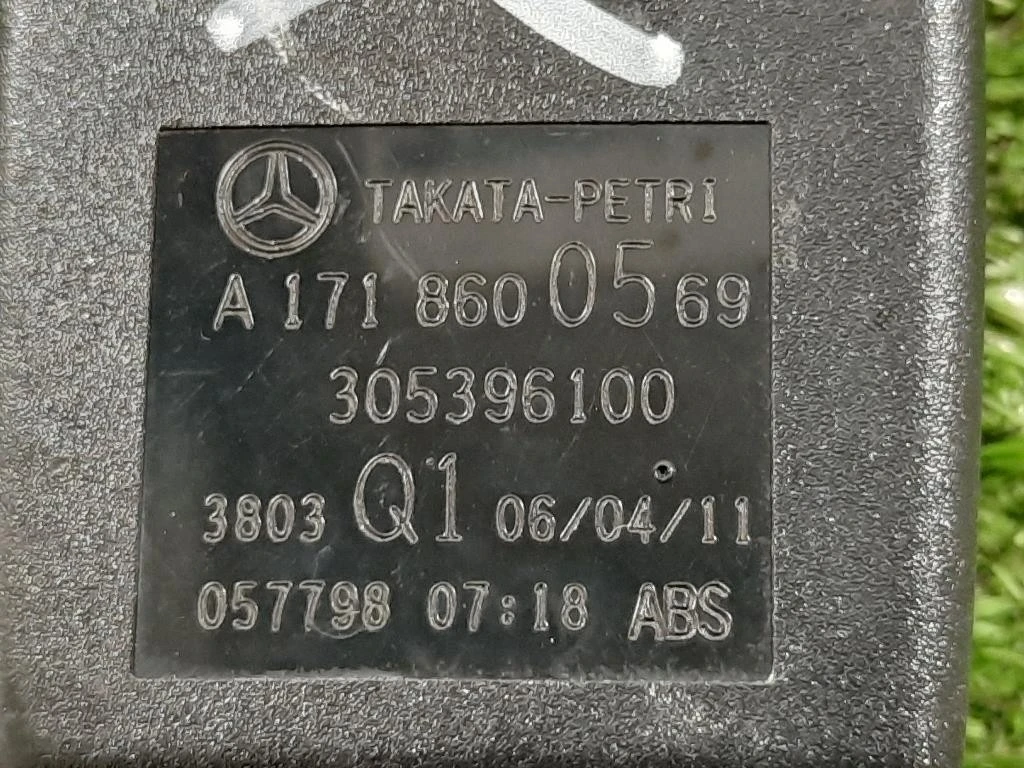 TAKATA-PETRI
A 171 860 05 69
305396100
3803 Q1 06/04/11
057798 07:18 ABS